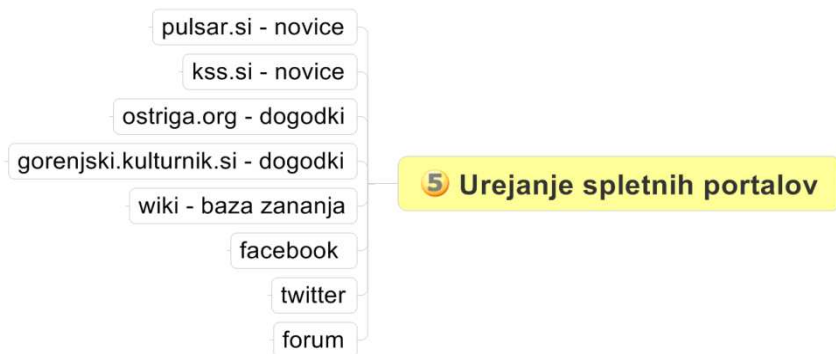 pulsar.si - novice
kss.si - novice
ostriga.org - dogodki
gorenjski.kulturnik.si - dogodki
wiki - baza zananja
facebook
twitter
forum
5 Urejanje spletnih portalov